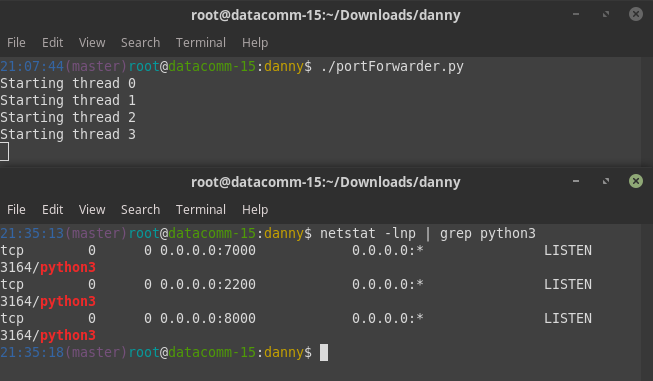 root@datacomm-15:~/Downloads/danny
File Edit View Search Terminal Help
21:07:44(master)root@datacomm-15:danny$ ./portForwarder.py
Starting thread 0
Starting thread 1
Starting thread 2
Starting thread 3
root@datacomm-15:~/Downloads/danny
File Edit View Search Terminal Help
21:35:13(master)root@datacomm-15:danny$ netstat -lnp | grep python3
tcp        0      0 0.0.0.0:7000            0.0.0.0:*               LISTEN
3164/python3
tcp        0      0 0.0.0.0:2200            0.0.0.0:*               LISTEN
3164/python3
tcp        0      0 0.0.0.0:8000            0.0.0.0:*               LISTEN
3164/python3
21:35:18(master)root@datacomm-15:danny$